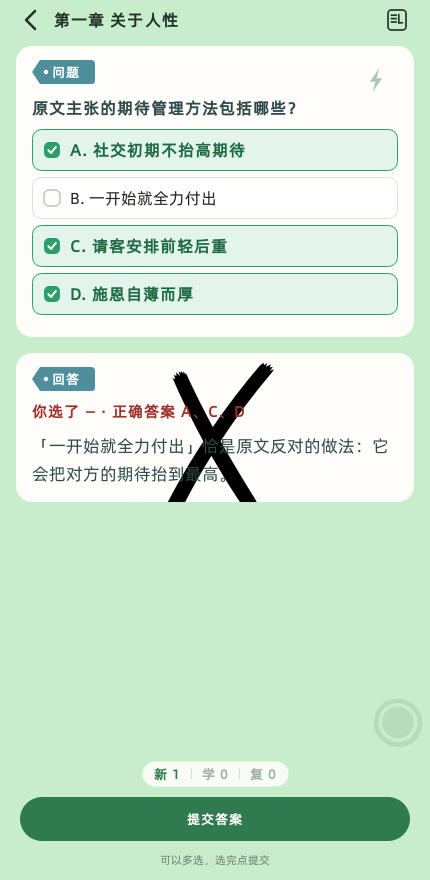 第一章 关于人性
问题
原文主张的期待管理方法包括哪些？
A. 社交初期不抬高期待
B. 一开始就全力付出
C. 请客安排前轻后重
D. 施恩自薄而厚
回答
你选了 — · 正确答案 A、C、D
「一开始就全力付出」恰是原文反对的做法：它
会把对方的期待抬到最高。
新 1 学 0 复 0
提交答案
可以多选，选完点提交